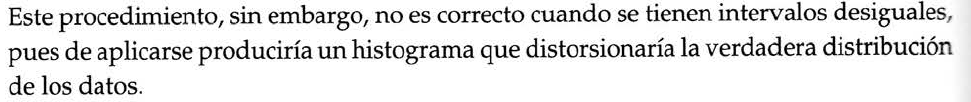 Este procedimiento, sin embargo, no es correcto cuando se tienen intervalos desiguales,
pues de aplicarse produciría un histograma que distorsionaría la verdadera distribución
de los datos.